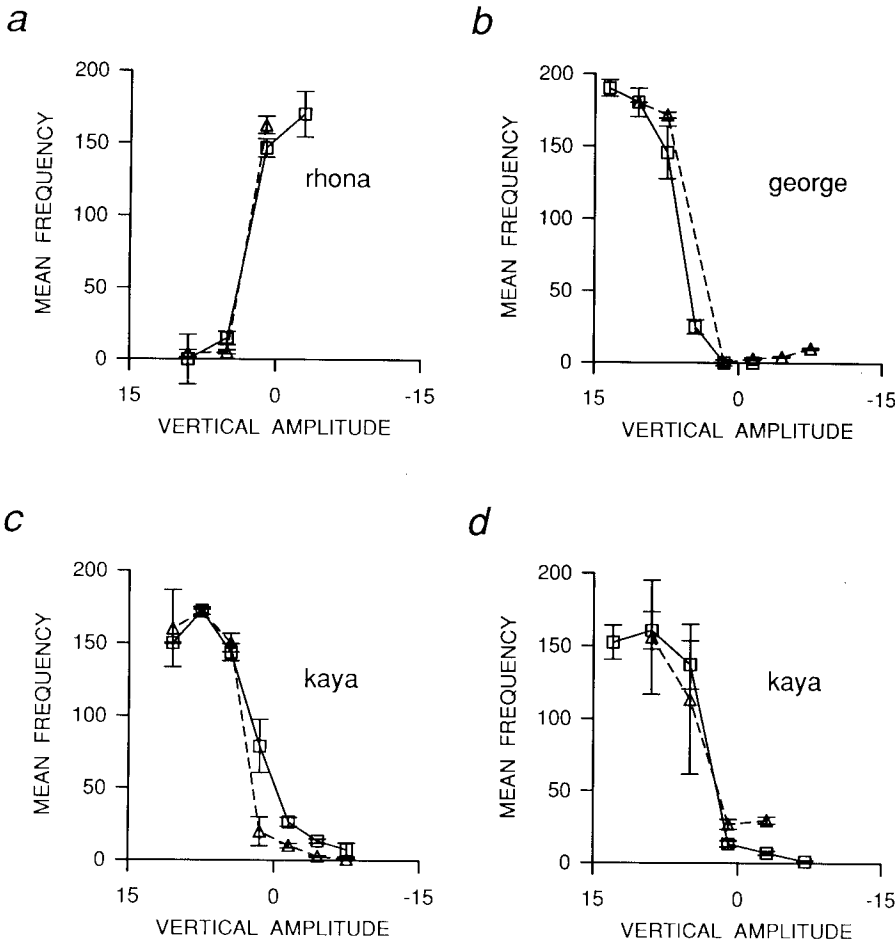 a
200
150
100
50
0
15 0 -15
MEAN FREQUENCY
VERTICAL AMPLITUDE
rhona
b
200
150
100
50
0
15 0 -15
MEAN FREQUENCY
VERTICAL AMPLITUDE
george
c
200
150
100
50
0
15 0 -15
MEAN FREQUENCY
VERTICAL AMPLITUDE
kaya
d
200
150
100
50
0
15 0 -15
MEAN FREQUENCY
VERTICAL AMPLITUDE
kaya